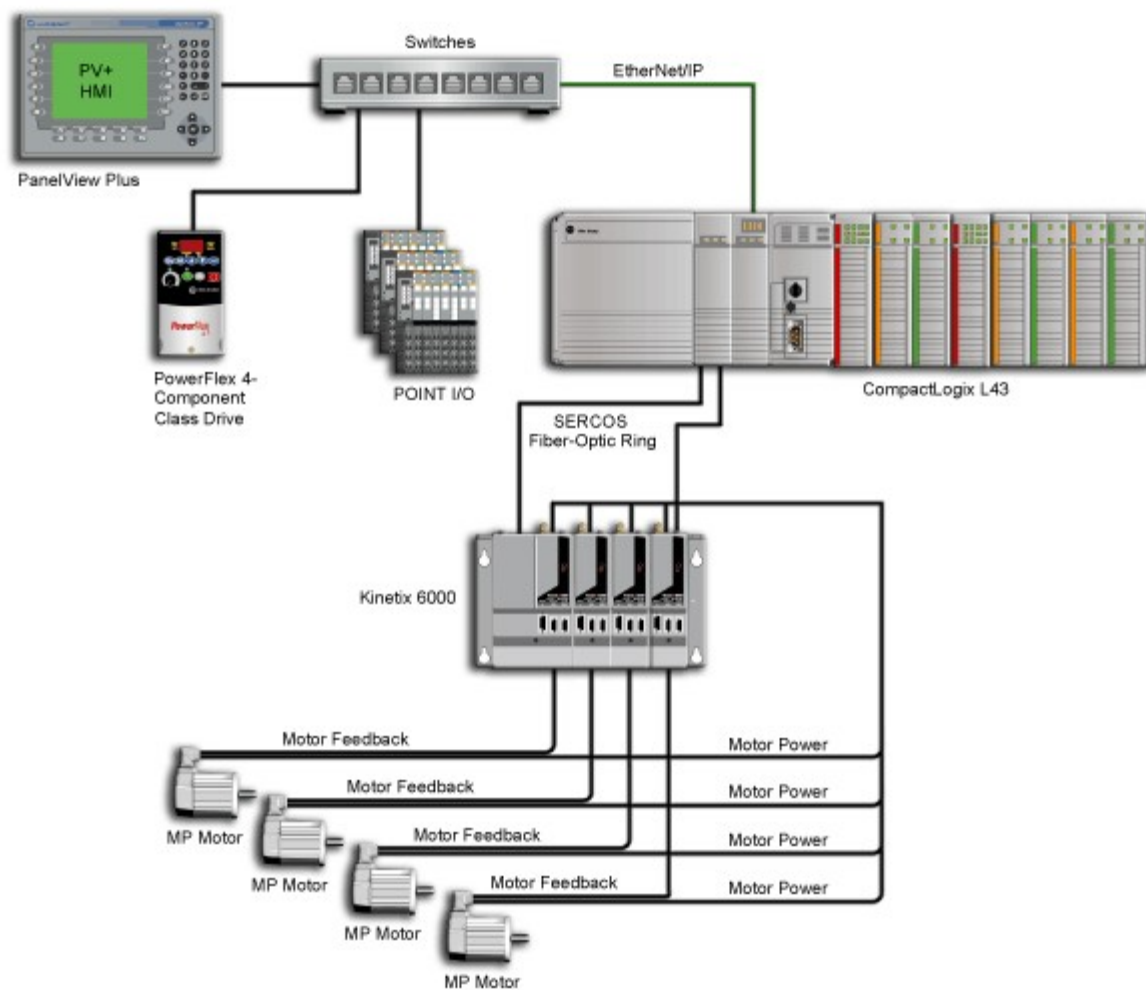 Switches
EtherNet/IP
PV+
HMI
PanelView Plus
PowerFlex 4-
Component
Class Drive
POINT I/O
CompactLogix L43
SERCOS
Fiber-Optic Ring
Kinetix 6000
Motor Feedback
Motor Power
MP Motor
Motor Feedback
Motor Power
MP Motor
Motor Feedback
Motor Power
MP Motor
Motor Feedback
Motor Power
MP Motor